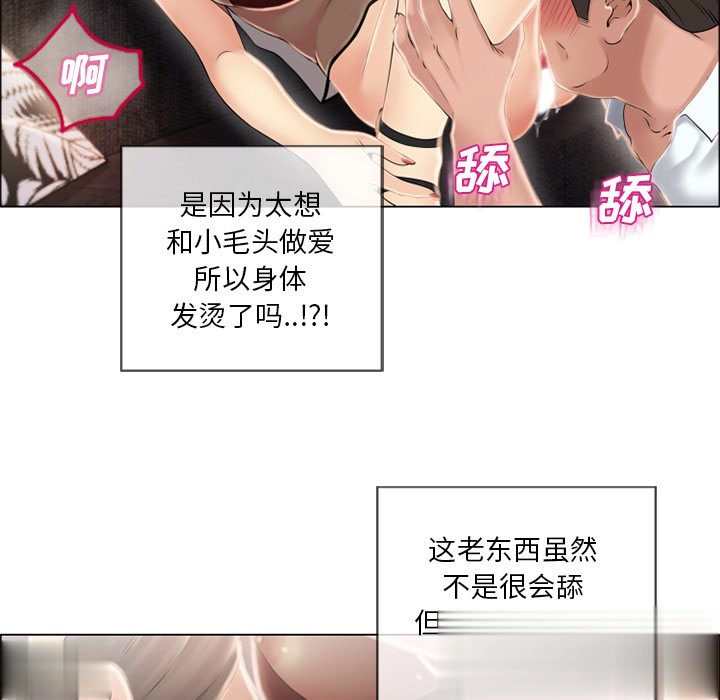 啊
舔
舔
是因为太想
和小毛头做爱
所以身体
发烫了吗..!?!
这老东西虽然
不是很会舔
但